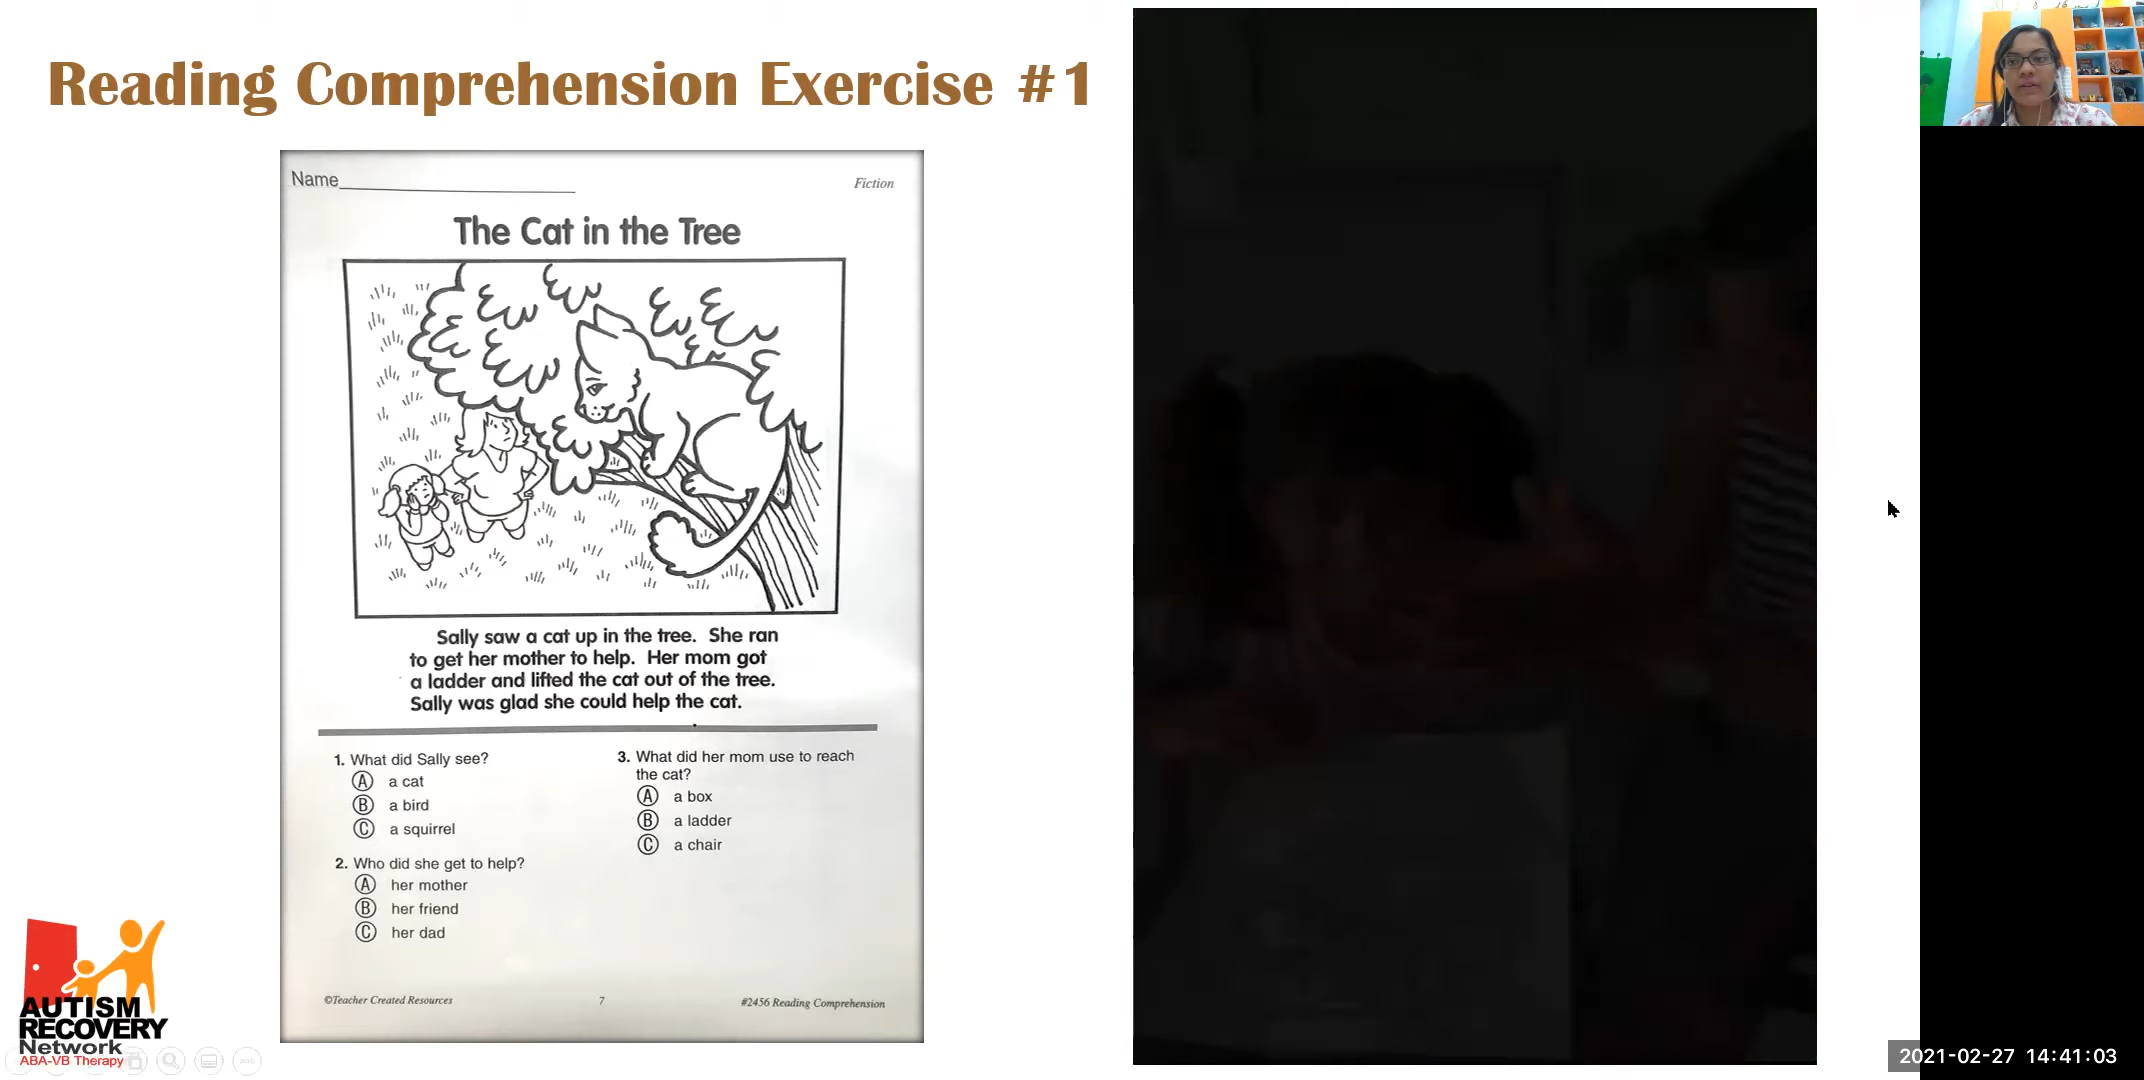 Reading Comprehension Exercise #1
Name
Fiction
The Cat in the Tree
Sally saw a cat up in the tree. She ran
to get her mother to help. Her mom got
a ladder and lifted the cat out of the tree.
Sally was glad she could help the cat.
1. What did Sally see?
A a cat
B a bird
C a squirrel
2. Who did she get to help?
A her mother
B her friend
C her dad
3. What did her mom use to reach
the cat?
A a box
B a ladder
C a chair
©Teacher Created Resources
7
#2456 Reading Comprehension
AUTISM
RECOVERY
Network
ABA-VB Therapy
2021-02-27 14:41:03